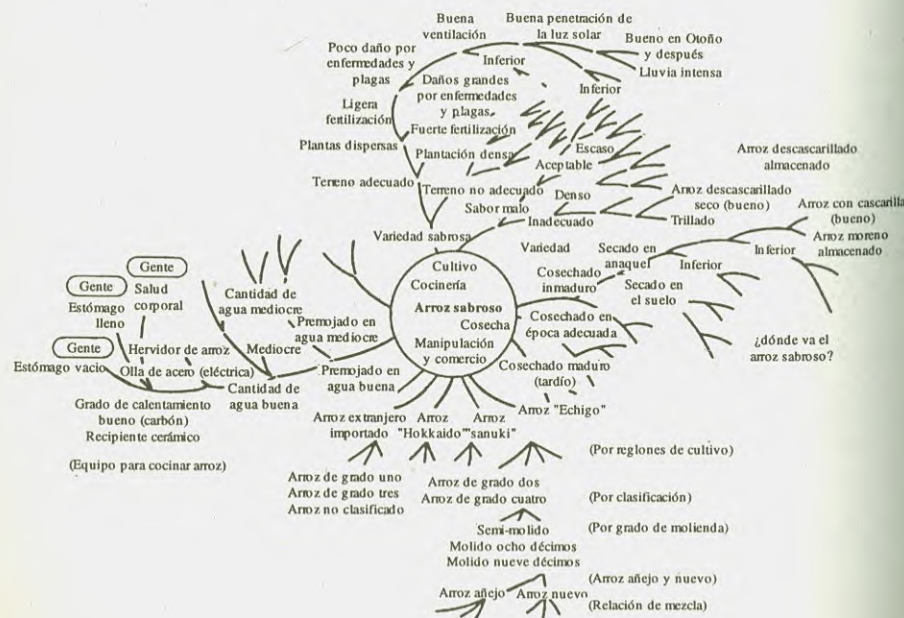 Buena
ventilación
Buena penetración de
la luz solar
Bueno en Otoño
y después
Lluvia intensa
Poco daño por
enfermedades y
plagas
Inferior
Daños grandes
por enfermedades
y plagas
Inferior
Ligera
fertilización
Fuerte fertilización
Plantas dispersas
Plantación densa
Escaso
Aceptable
Arroz descascarillado
almacenado
Terreno adecuado
Terreno no adecuado
Denso
Sabor malo
Inadecuado
Arroz descascarillado
seco (bueno)
Trillado
Arroz con cascarilla
(bueno)
Arroz moreno
almacenado
Variedad sabrosa
Variedad
Secado en
anaquel
Inferior
Inferior
Cosechado
inmaduro
Secado en
el suelo
Cultivo
Cocinería
Arroz sabroso
Cosecha
Manipulación
y comercio
Cosechado en
época adecuada
¿dónde va el
arroz sabroso?
Cosechado maduro
(tardío)
Gente
Gente
Salud
corporal
Estómago
lleno
Gente
Estómago vacio
Cantidad de
agua mediocre
Premojado en
agua mediocre
Hervidor de arroz
Mediocre
Olla de acero (eléctrica)
Premojado en
agua buena
Cantidad de
agua buena
Grado de calentamiento
bueno (carbón)
Recipiente cerámico
(Equipo para cocinar arroz)
Arroz extranjero
importado
Arroz
"Hokkaido"
Arroz
"sanuki"
Arroz "Echigo"
(Por reglones de cultivo)
Arroz de grado uno
Arroz de grado tres
Arroz no clasificado
Arroz de grado dos
Arroz de grado cuatro
(Por clasificación)
Semi-molido
Molido ocho décimos
Molido nueve décimos
(Por grado de molienda)
(Arroz añejo y nuevo)
Arroz añejo
Arroz nuevo
(Relación de mezcla)